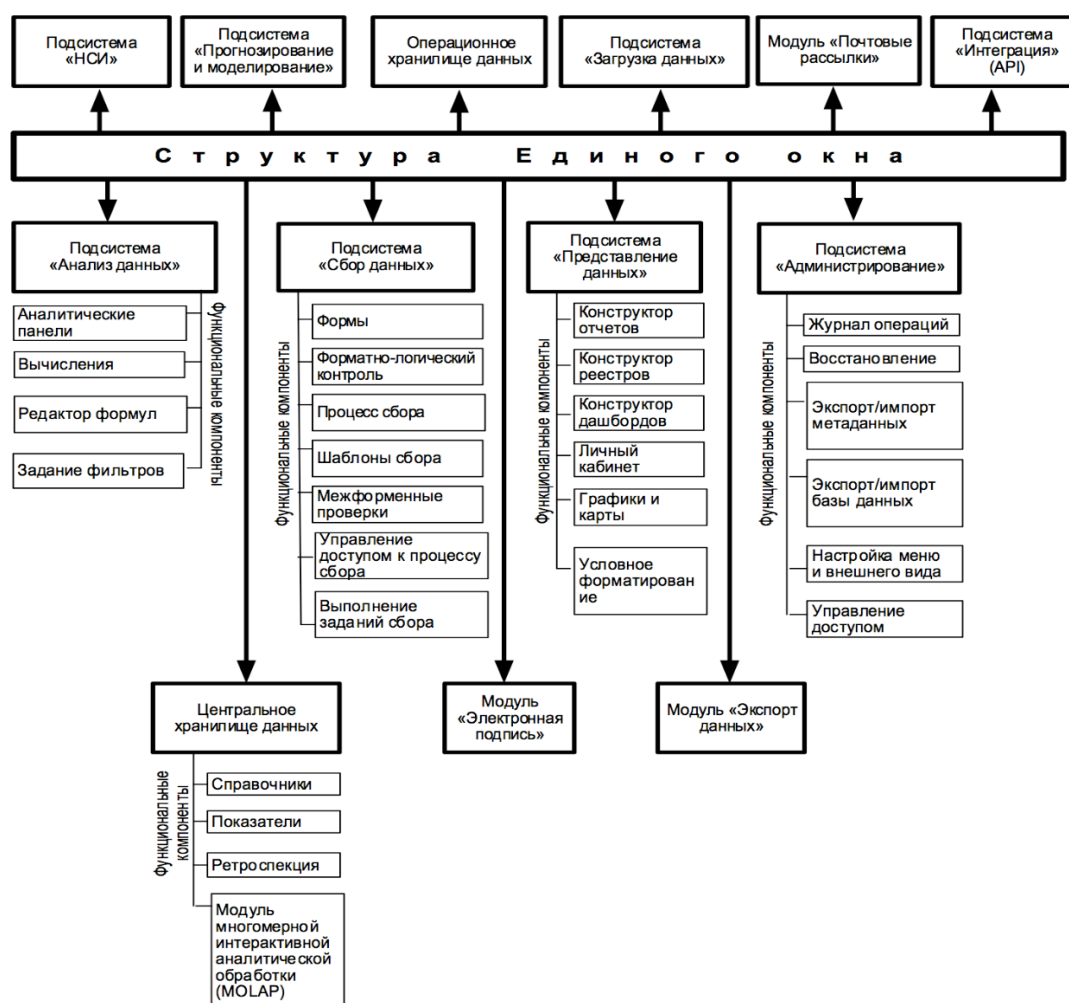 Подсистема
«НСИ»
Подсистема
«Прогнозирование
и моделирование»
Операционное
хранилище данных
Подсистема
«Загрузка данных»
Модуль «Почтовые
рассылки»
Подсистема
«Интеграция»
(API)
Структура Единого окна
Подсистема
«Анализ данных»
Функциональные компоненты
Аналитические
панели
Вычисления
Редактор формул
Задание фильтров
Подсистема
«Сбор данных»
Функциональные компоненты
Формы
Форматно-логический
контроль
Процесс сбора
Шаблоны сбора
Межформенные
проверки
Управление
доступом к процессу
сбора
Выполнение
заданий сбора
Подсистема
«Представление
данных»
Функциональные компоненты
Конструктор
отчетов
Конструктор
реестров
Конструктор
дашбордов
Личный
кабинет
Графики и
карты
Условное
форматирован
ие
Подсистема
«Администрирование»
Функциональные компоненты
Журнал операций
Восстановление
Экспорт/импорт
метаданных
Экспорт/импорт
базы данных
Настройка меню
и внешнего вида
Управление
доступом
Центральное
хранилище данных
Функциональные
компоненты
Справочники
Показатели
Ретроспекция
Модуль
многомерной
интерактивной
аналитической
обработки
(MOLAP)
Модуль
«Электронная
подпись»
Модуль «Экспорт
данных»